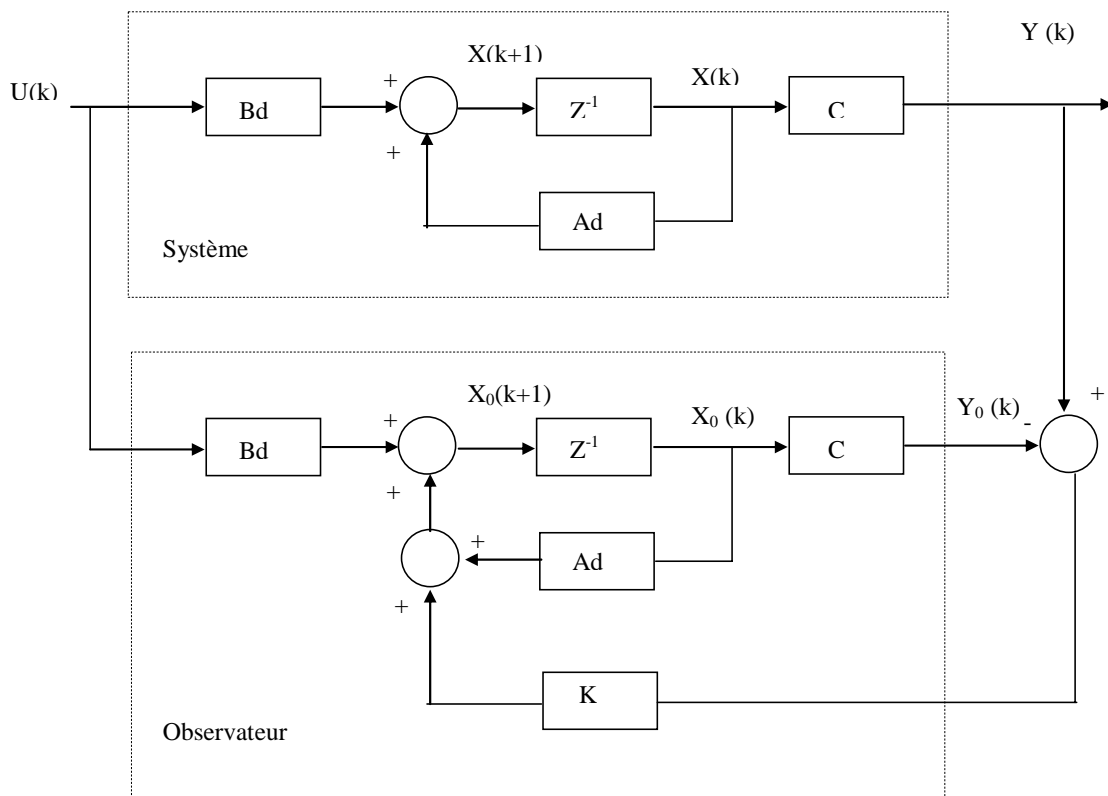 Y (k)
X(k+1)
X(k)
U(k)
+
Bd
Z-1
C
+
Ad
Système
X0(k+1)
X0 (k)
Y0 (k)
+
+
-
Bd
Z-1
C
+
+
Ad
+
K
Observateur